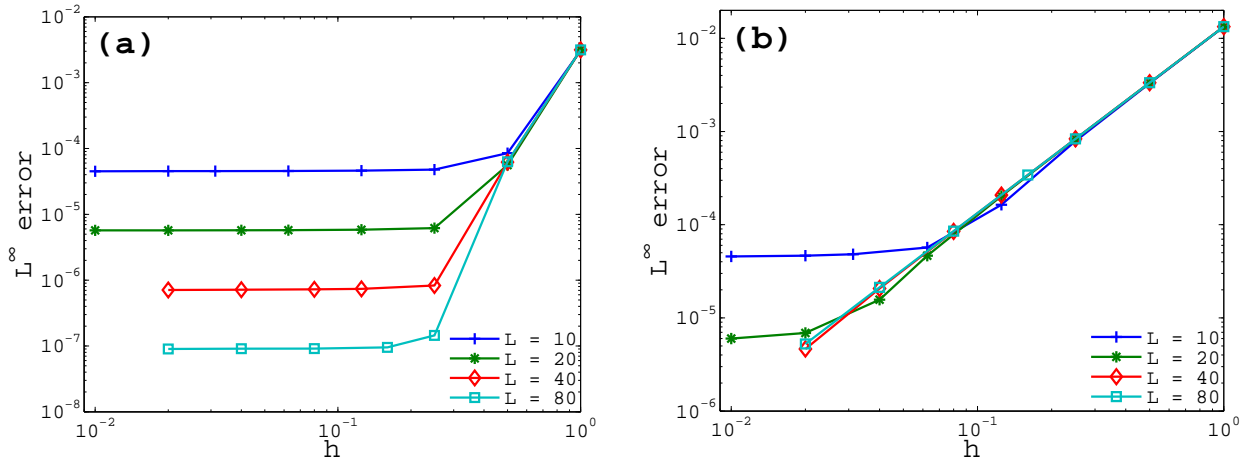 (a)
L^∞ error
10^-2
10^-3
10^-4
10^-5
10^-6
10^-7
10^-8
10^-2
10^-1
10^0
h
L = 10
L = 20
L = 40
L = 80
(b)
L^∞ error
10^-2
10^-3
10^-4
10^-5
10^-6
10^-2
10^-1
10^0
h
L = 10
L = 20
L = 40
L = 80